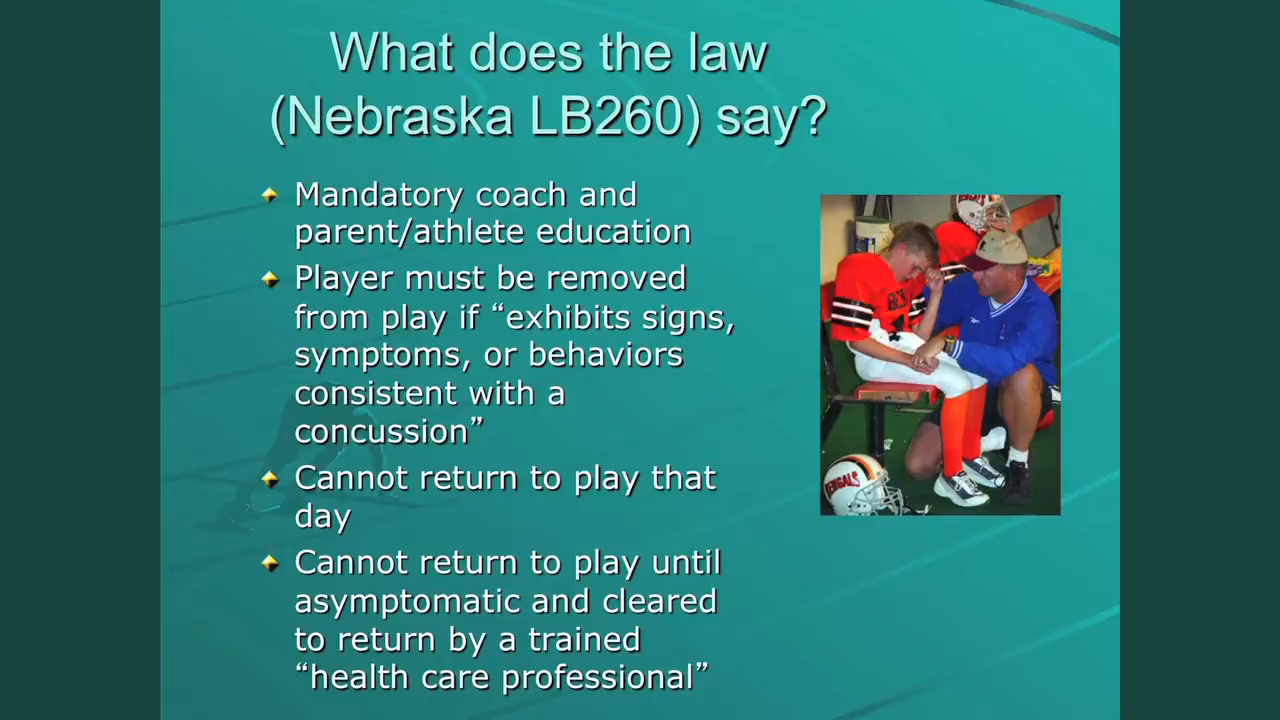 What does the law
(Nebraska LB260) say?
Mandatory coach and
parent/athlete education
Player must be removed
from play if “exhibits signs,
symptoms, or behaviors
consistent with a
concussion”
Cannot return to play that
day
Cannot return to play until
asymptomatic and cleared
to return by a trained
“health care professional”
BENGALS